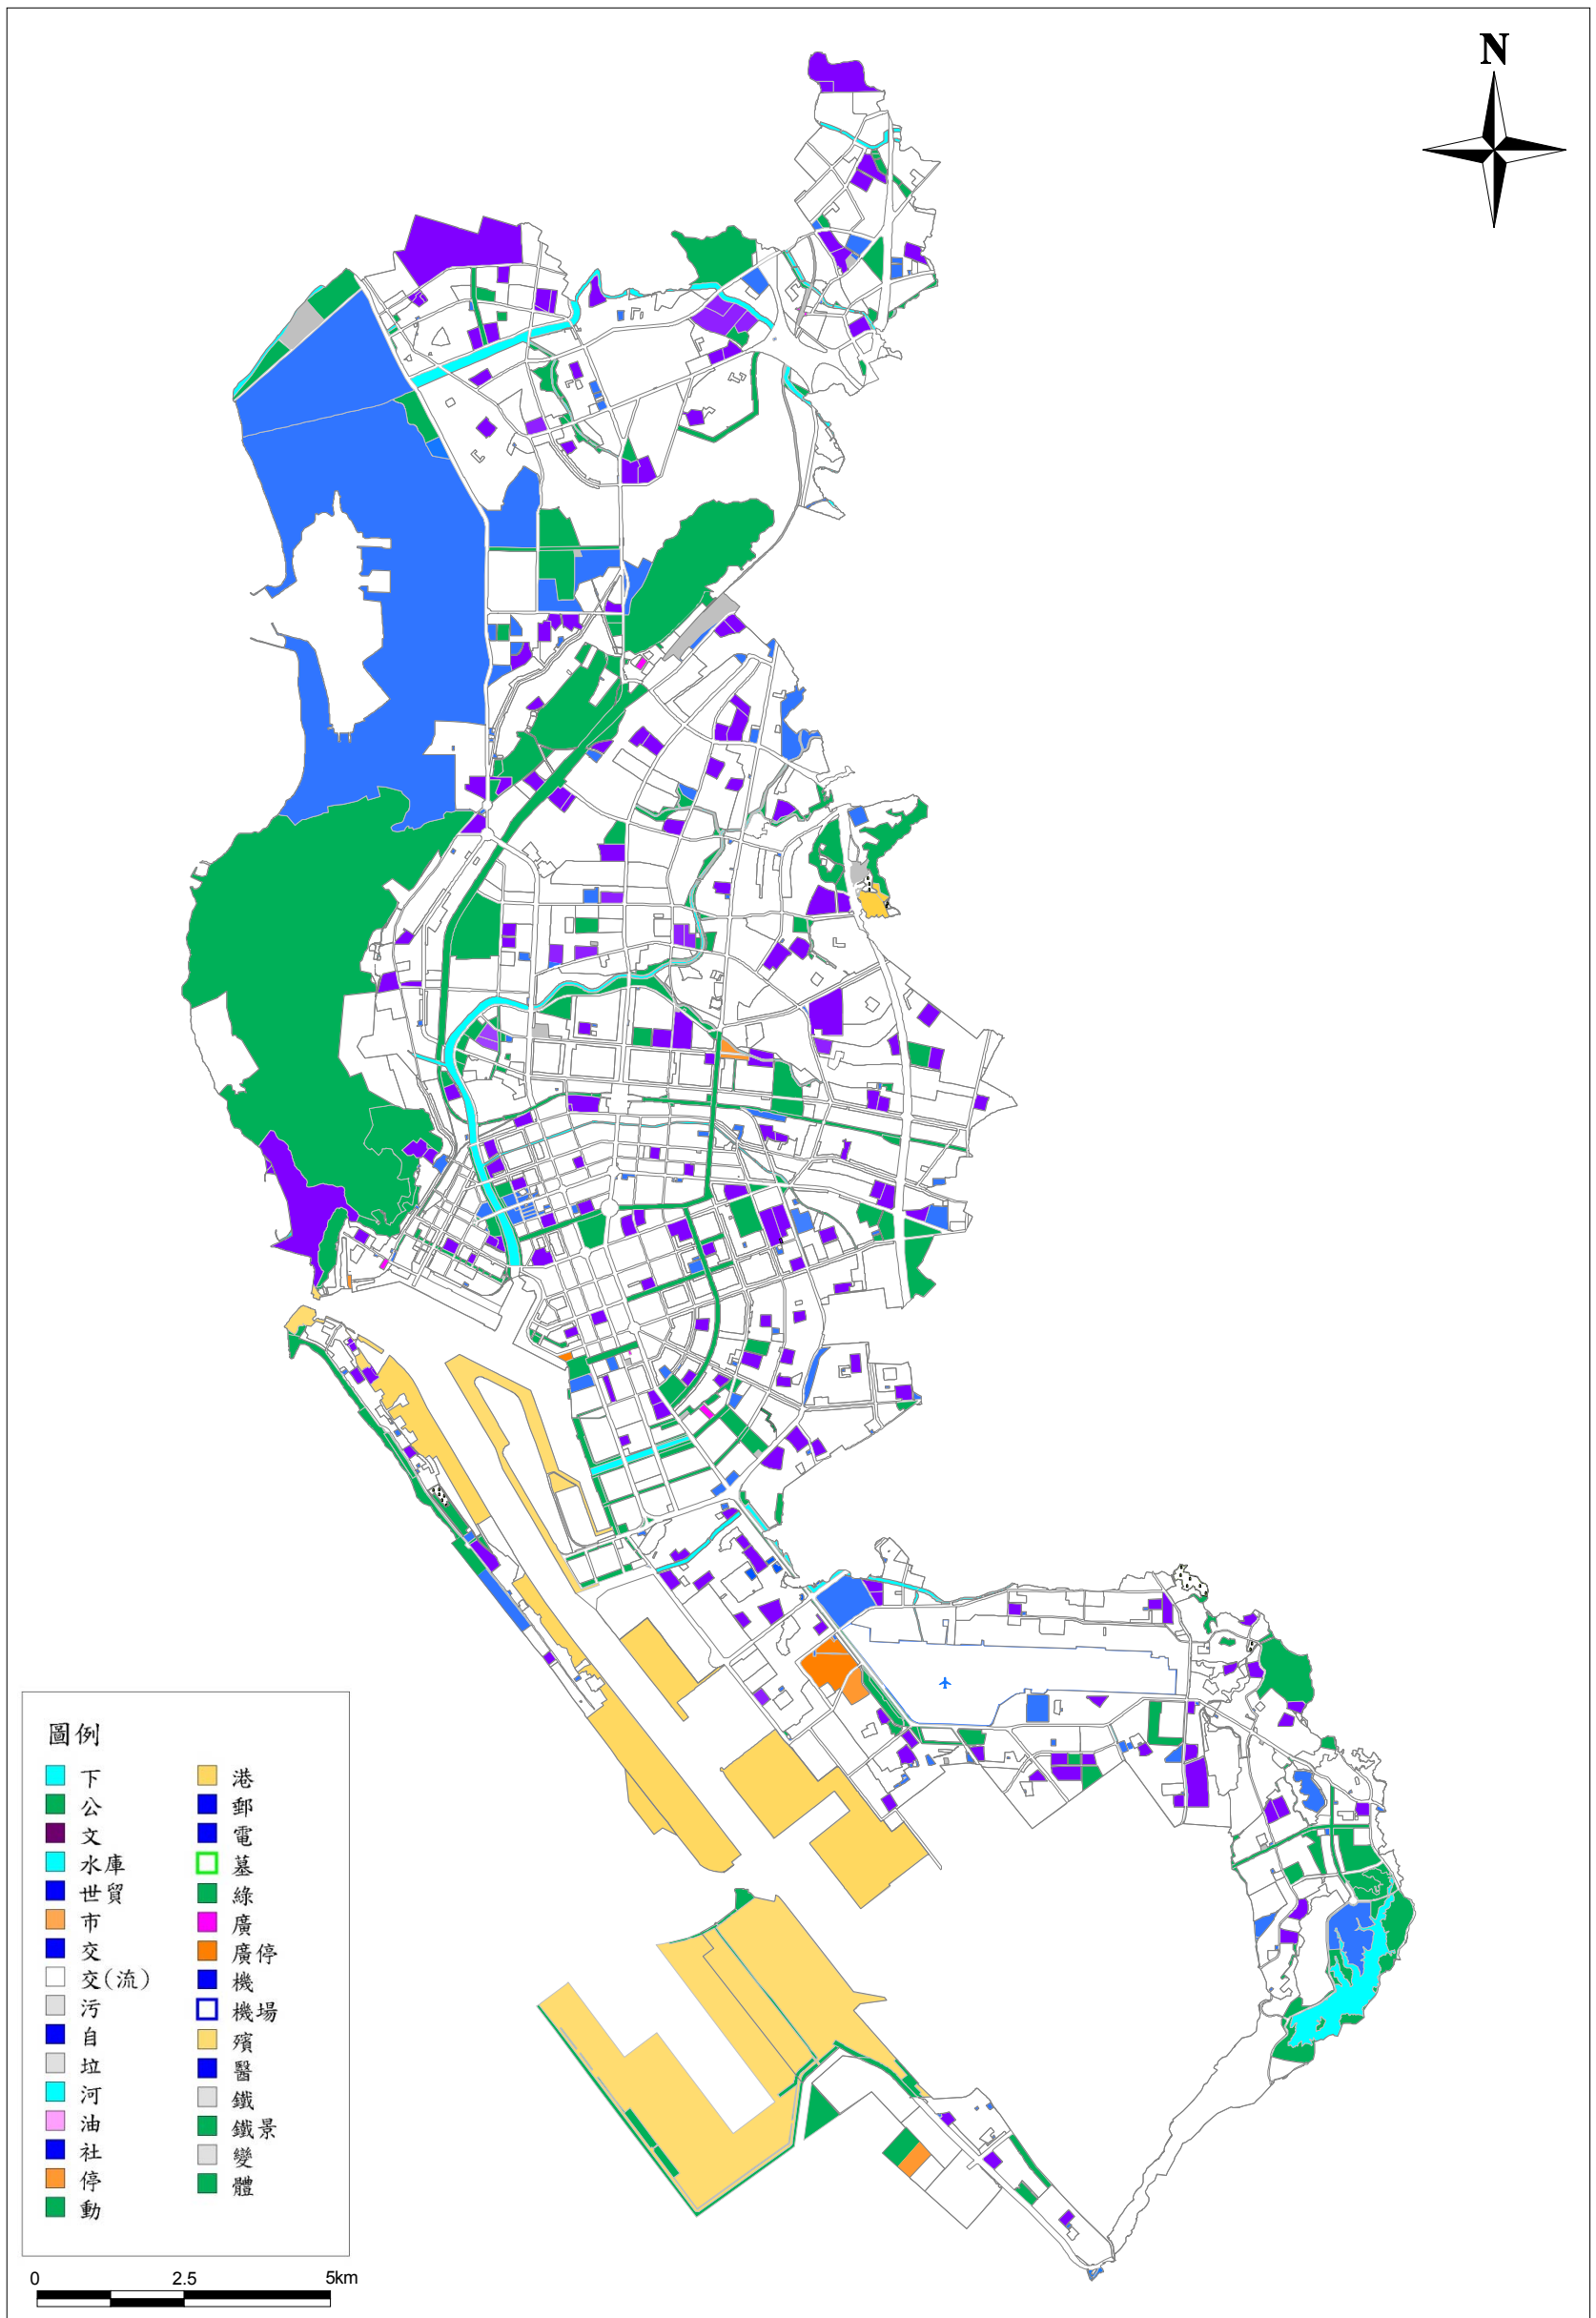 N
圖例
下
公
文
水庫
世貿
市
交
交(流)
污
自
垃
河
油
社
停
動
港
郵
電
墓
綠
廣
廣停
機
機場
殯
醫
鐵
鐵景
變
體
0 2.5 5km